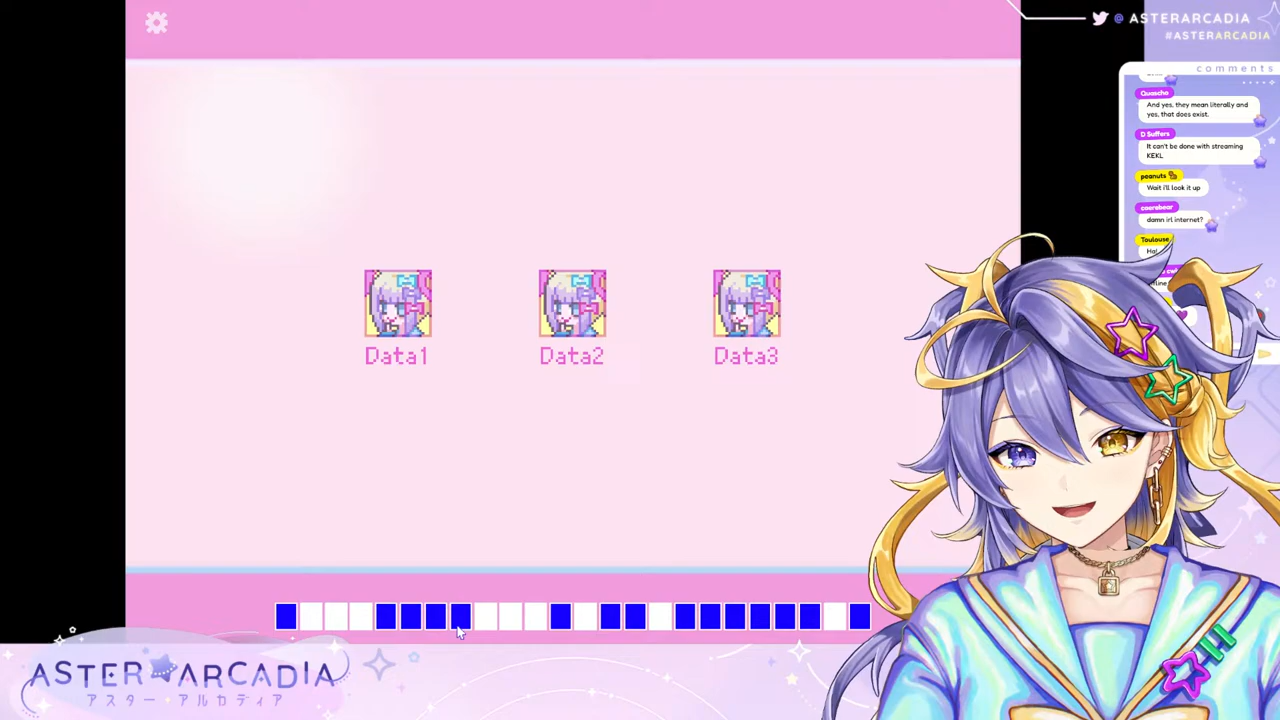 @ ASTERARCADIA
#ASTERARCADIA
comments
Quascho
And yes, they mean literally and
yes, that does exist.
D Suffers
It can't be done with streaming
KEKL
peanuts
Wait i'll look it up
damn irl internet?
Toulouse
Data1
Data2
Data3
ASTER ARCADIA
アスター・アルカディア